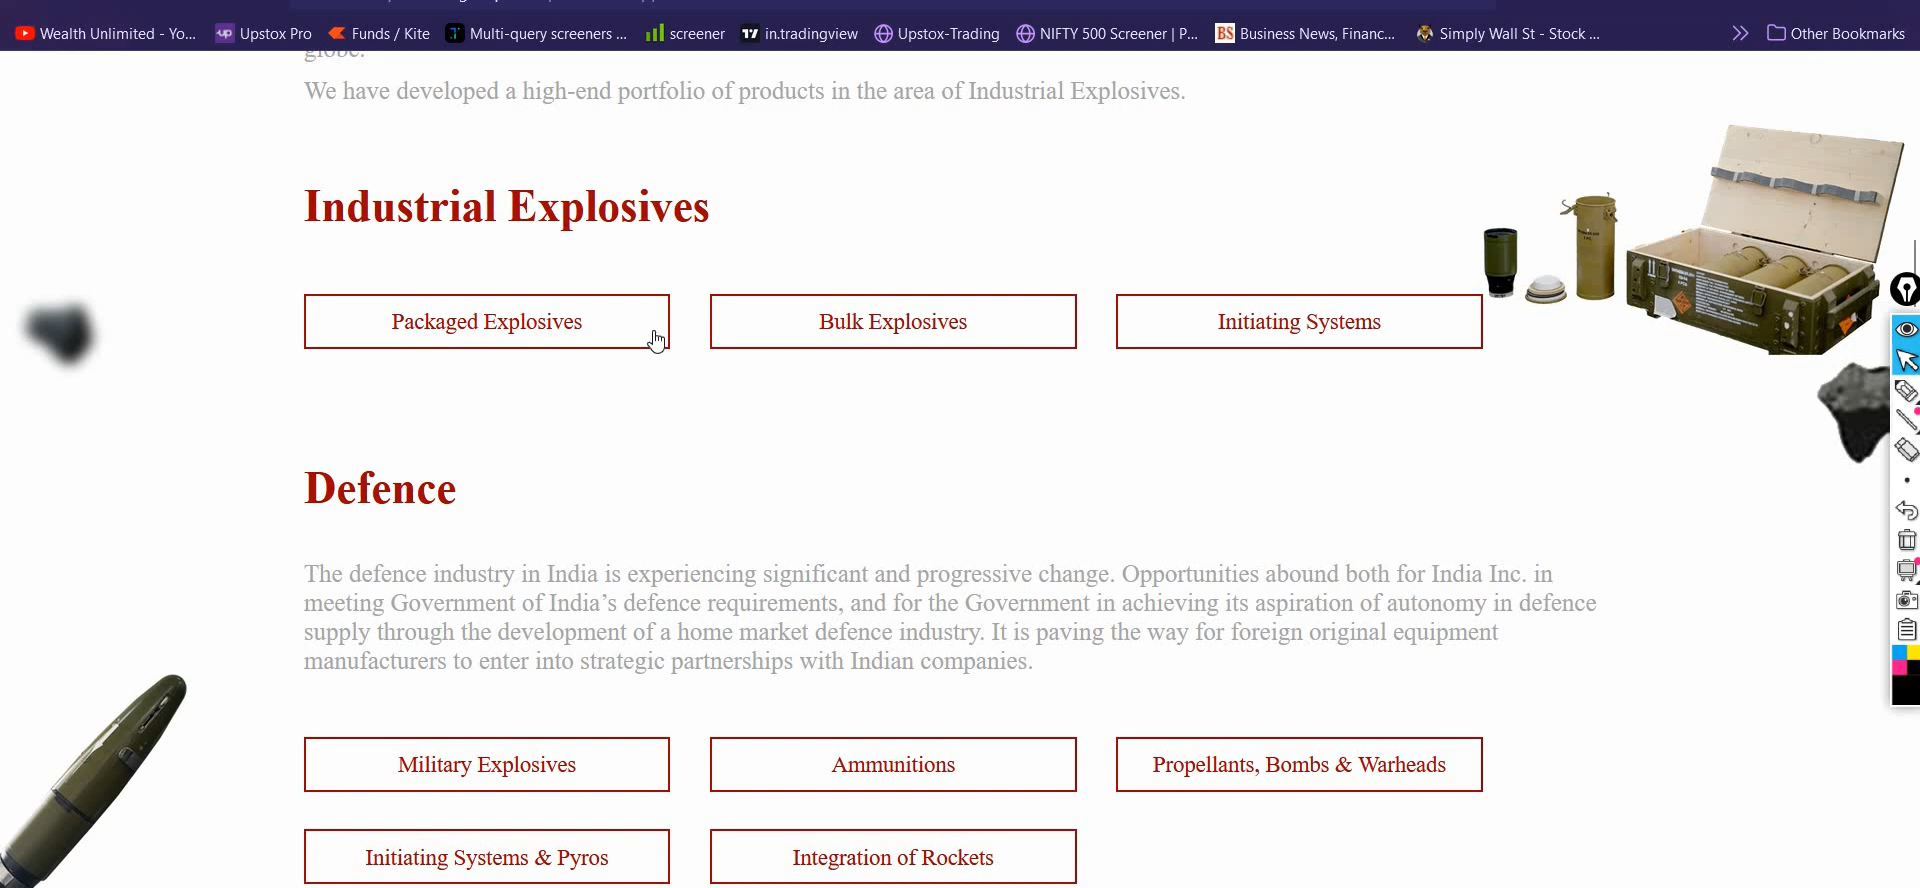 Wealth Unlimited - Yo...
Upstox Pro
Funds / Kite
Multi-query screeners ...
screener
in.tradingview
Upstox-Trading
NIFTY 500 Screener | P...
BS
Business News, Financ...
Simply Wall St - Stock ...
Other Bookmarks
globe.
We have developed a high-end portfolio of products in the area of Industrial Explosives.
Industrial Explosives
Packaged Explosives
Bulk Explosives
Initiating Systems
Defence
The defence industry in India is experiencing significant and progressive change. Opportunities abound both for India Inc. in
meeting Government of India’s defence requirements, and for the Government in achieving its aspiration of autonomy in defence
supply through the development of a home market defence industry. It is paving the way for foreign original equipment
manufacturers to enter into strategic partnerships with Indian companies.
Military Explosives
Ammunitions
Propellants, Bombs & Warheads
Initiating Systems & Pyros
Integration of Rockets